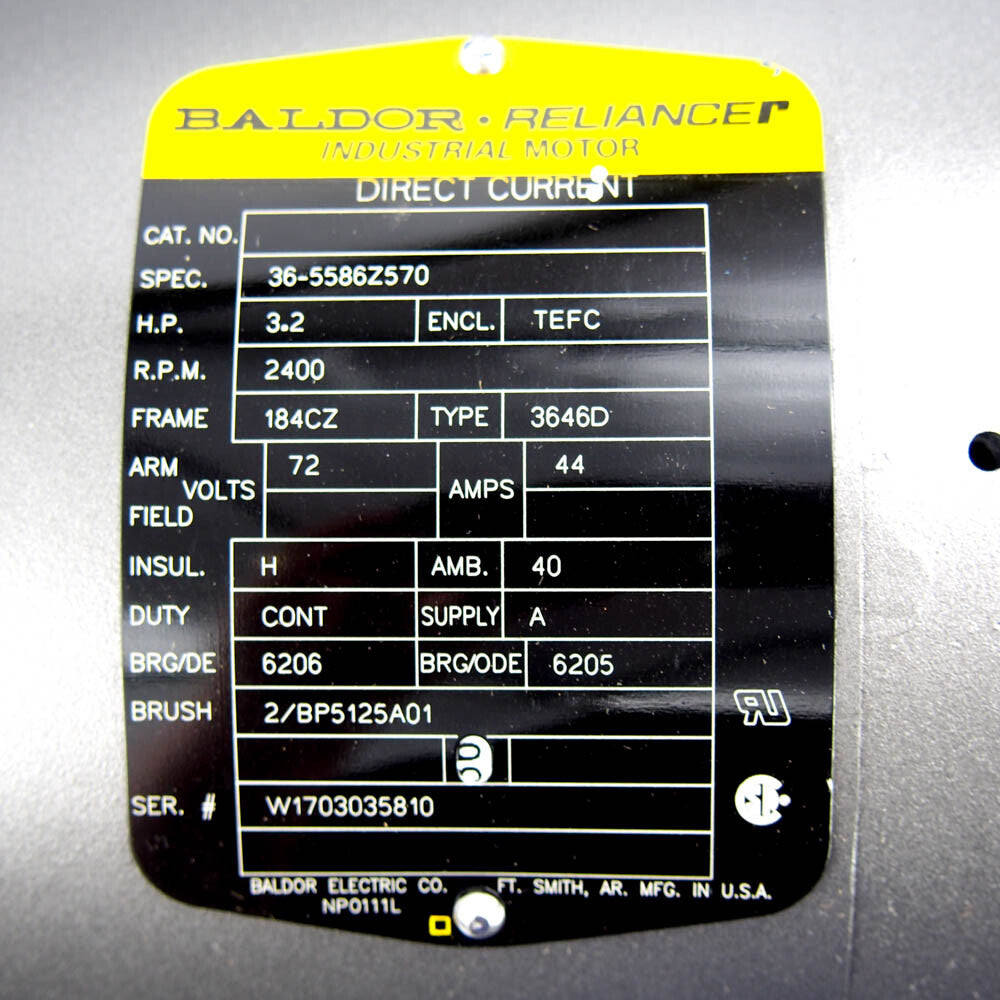 BALDOR • RELIANCER
INDUSTRIAL MOTOR
DIRECT CURRENT
CAT. NO.
SPEC. 36-5586Z570
H.P. 3.2 ENCL. TEFC
R.P.M. 2400
FRAME 184CZ TYPE 3646D
ARM 72 44
VOLTS AMPS
FIELD
INSUL. H AMB. 40
DUTY CONT SUPPLY A
BRG/DE 6206 BRG/ODE 6205
BRUSH 2/BP5125A01
SER. # W1703035810
BALDOR ELECTRIC CO. FT. SMITH, AR. MFG. IN U.S.A.
NP0111L